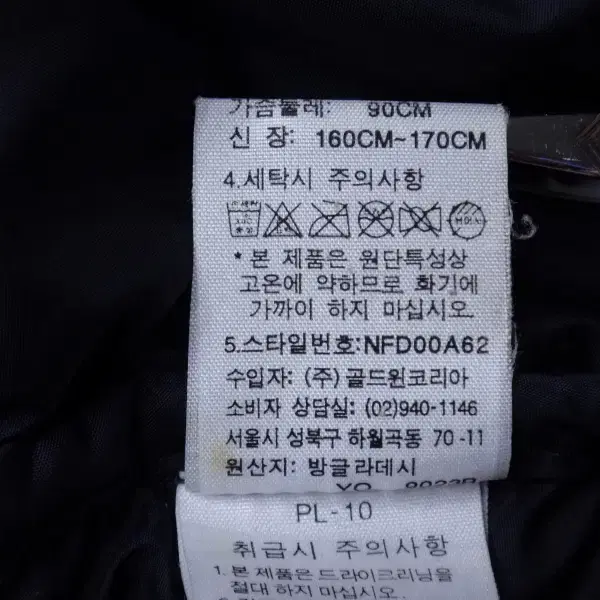 가슴둘레: 90CM
신 장: 160CM~170CM
4.세탁시 주의사항
* 본 제품은 원단특성상
고온에 약하므로 화기에
가까이 하지 마십시오.
5.스타일번호:NFD00A62
수입자: (주)골드윈코리아
소비자 상담실: (02)940-1146
서울시 성북구 하월곡동 70-11
원산지: 방글라데시
PL-10
취급시 주의사항
1. 본 제품은 드라이크리닝을
절대 하지 마십시오.